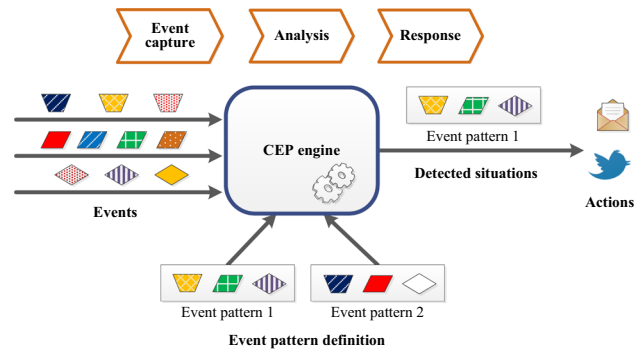 Event
capture
Analysis
Response
CEP engine
Event pattern 1
Detected situations
Events
Actions
Event pattern 1
Event pattern 2
Event pattern definition